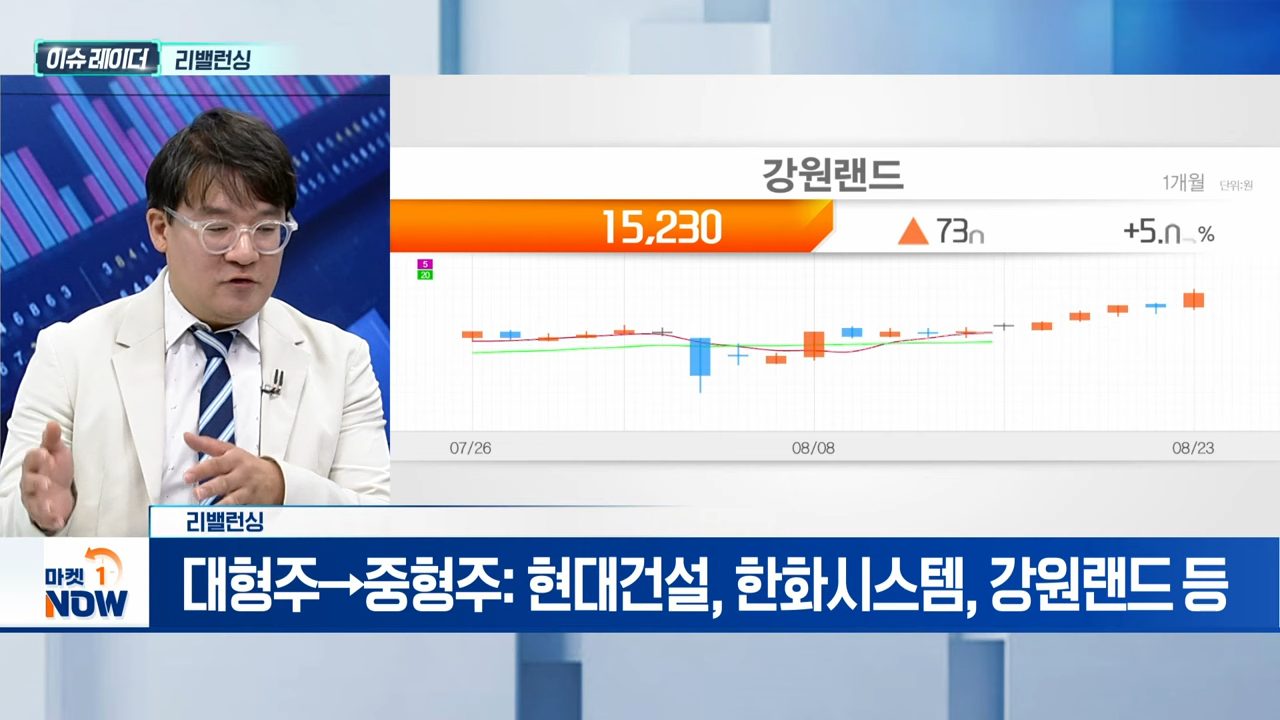 이슈 레이더 리밸런싱
강원랜드
1개월 단위:원
15,230
%
5
20
07/26 08/08 08/23
리밸런싱
마켓 1
NOW
대형주→중형주: 현대건설, 한화시스템, 강원랜드 등